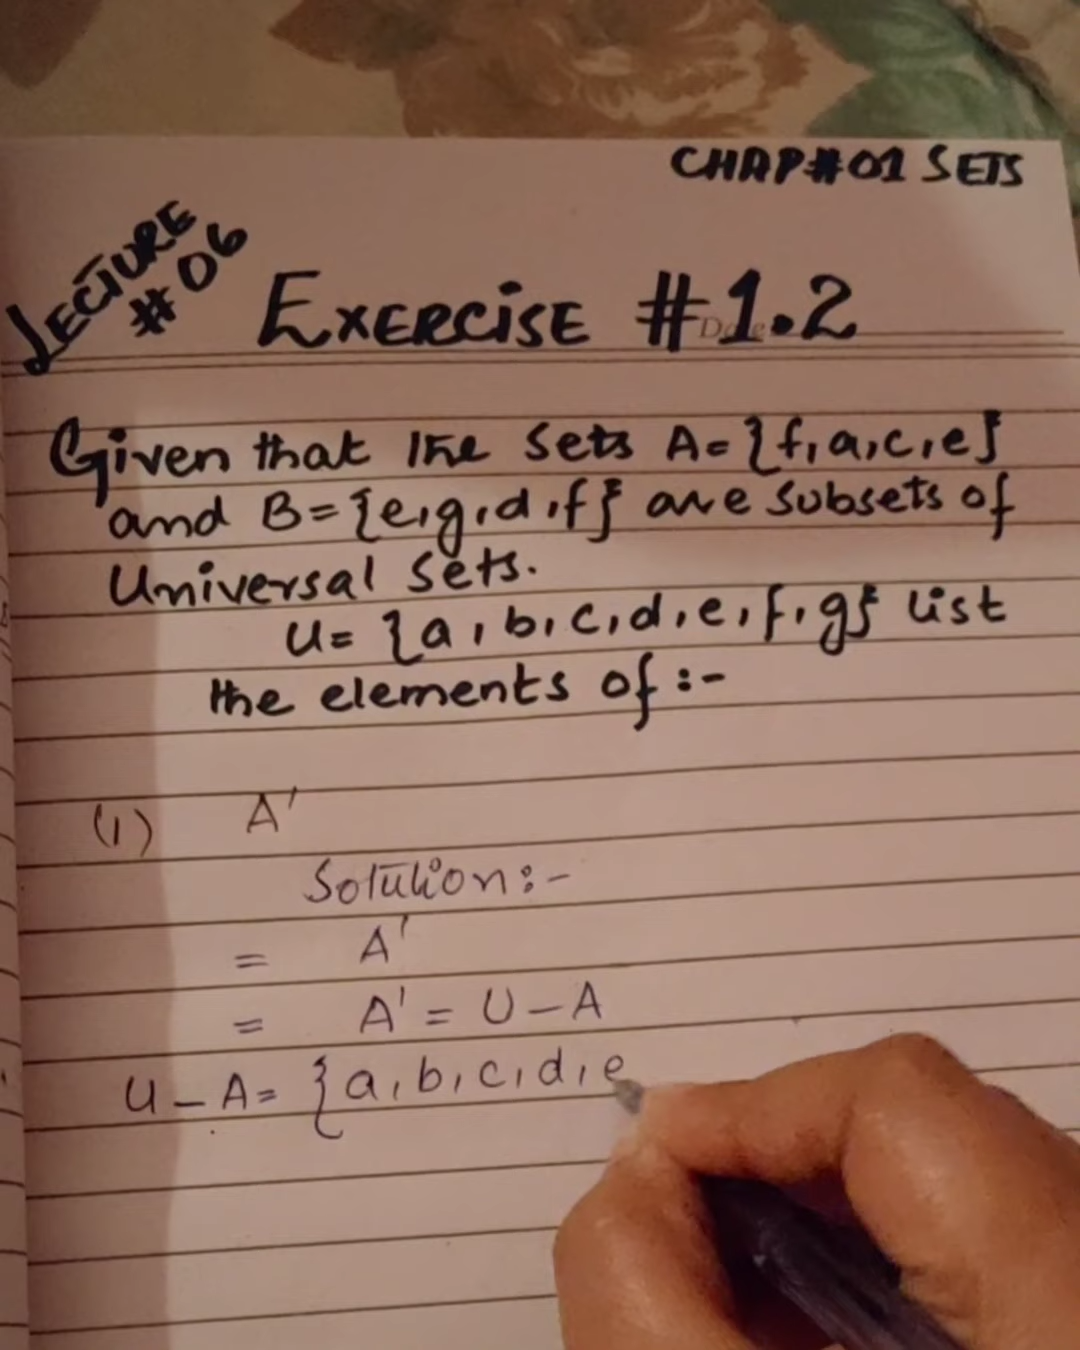 CHAP#01 SETS
LECTURE
#06
EXERCISE #1.2
Given that the Sets A={f,a,c,e}
and B={e,g,d,f} are subsets of
Universal Sets.
U={a,b,c,d,e,f,g} list
the elements of:-
(1) A'
Solution:-
= A'
= A' = U-A
U-A={a,b,c,d,e